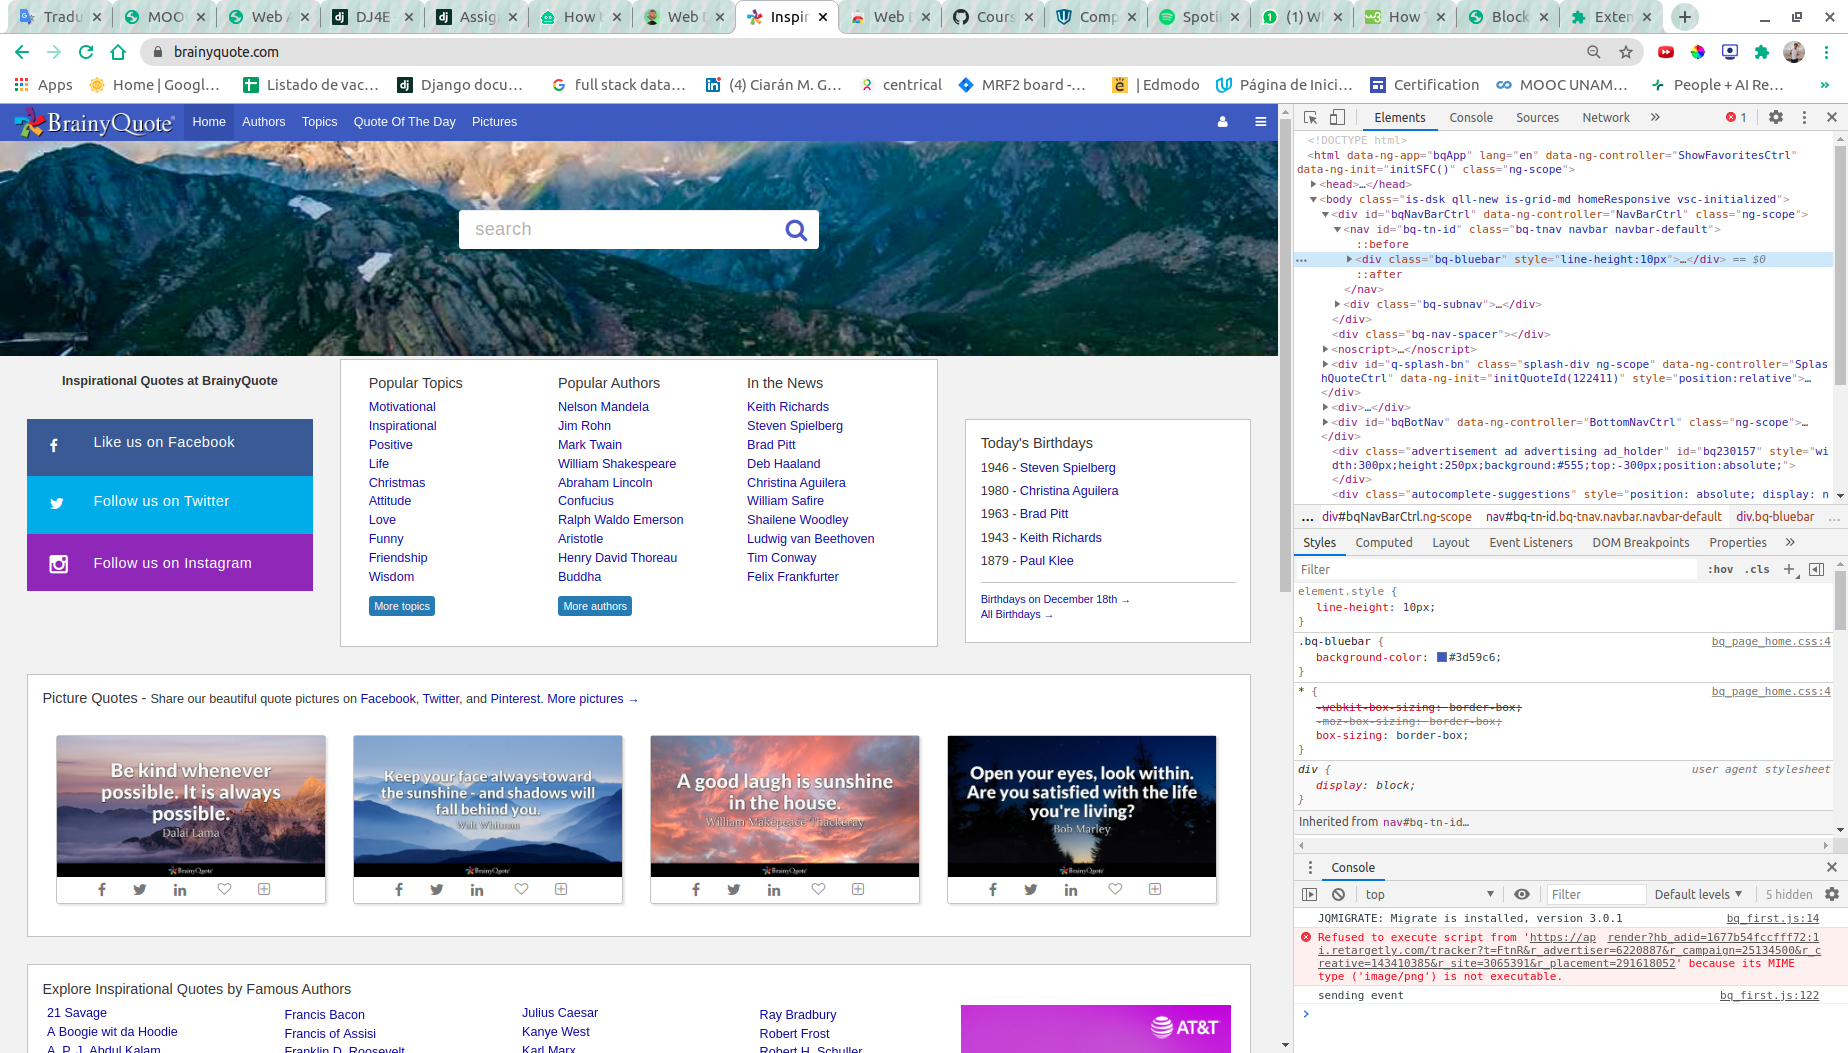 Tradu
MOO
Web A
DJ4E
Assig
How t
Web D
Inspir
Web D
Cours
Comp
Spoti
(1) W
How
Block
Exten
brainyquote.com
Apps
Home | Googl...
Listado de vac...
Django docu...
full stack data...
(4) Ciarán M. G...
centrical
MRF2 board -...
| Edmodo
Página de Inici...
Certification
MOOC UNAM...
People + AI Re...
BrainyQuote
Home
Authors
Topics
Quote Of The Day
Pictures
search
Inspirational Quotes at BrainyQuote
Like us on Facebook
Follow us on Twitter
Follow us on Instagram
Popular Topics
Motivational
Inspirational
Positive
Life
Christmas
Attitude
Love
Funny
Friendship
Wisdom
More topics
Popular Authors
Nelson Mandela
Jim Rohn
Mark Twain
William Shakespeare
Abraham Lincoln
Confucius
Ralph Waldo Emerson
Aristotle
Henry David Thoreau
Buddha
More authors
In the News
Keith Richards
Steven Spielberg
Brad Pitt
Deb Haaland
Christina Aguilera
William Safire
Shailene Woodley
Ludwig van Beethoven
Tim Conway
Felix Frankfurter
Today's Birthdays
1946 - Steven Spielberg
1980 - Christina Aguilera
1963 - Brad Pitt
1943 - Keith Richards
1879 - Paul Klee
Birthdays on December 18th →
All Birthdays →
Picture Quotes - Share our beautiful quote pictures on Facebook, Twitter, and Pinterest. More pictures →
Be kind whenever
possible. It is always
possible.
Dalai Lama
BrainyQuote
Keep your face always toward
the sunshine - and shadows will
fall behind you.
Walt Whitman
BrainyQuote
A good laugh is sunshine
in the house.
William Makepeace Thackeray
BrainyQuote
Open your eyes, look within.
Are you satisfied with the life
you're living?
Bob Marley
BrainyQuote
Explore Inspirational Quotes by Famous Authors
21 Savage
A Boogie wit da Hoodie
A. P. J. Abdul Kalam
Francis Bacon
Francis of Assisi
Franklin D. Roosevelt
Julius Caesar
Kanye West
Karl Marx
Ray Bradbury
Robert Frost
Robert H. Schuller
AT&T
Elements
Console
Sources
Network
»
1
<!DOCTYPE html>
<html data-ng-app="bqApp" lang="en" data-ng-controller="ShowFavoritesCtrl"
data-ng-init="initSFC()" class="ng-scope">
<head>…</head>
<body class="is-dsk qll-new is-grid-md homeResponsive vsc-initialized">
<div id="bqNavBarCtrl" data-ng-controller="NavBarCtrl" class="ng-scope">
<nav id="bq-tn-id" class="bq-tnav navbar navbar-default">
::before
<div class="bq-bluebar" style="line-height:10px">…</div> == $0
::after
</nav>
<div class="bq-subnav">…</div>
</div>
<div class="bq-nav-spacer"></div>
<noscript>…</noscript>
<div id="q-splash-bn" class="splash-div ng-scope" data-ng-controller="Splas
hQuoteCtrl" data-ng-init="initQuoteId(122411)" style="position:relative">…
</div>
<div>…</div>
<div id="bqBotNav" data-ng-controller="BottomNavCtrl" class="ng-scope">…
</div>
<div class="advertisement ad advertising ad_holder" id="bq230157" style="wi
dth:300px;height:250px;background:#555;top:-300px;position:absolute;">
</div>
<div class="autocomplete-suggestions" style="position: absolute; display: n
... div#bqNavBarCtrl.ng-scope nav#bq-tn-id.bq-tnav.navbar.navbar-default div.bq-bluebar ...
Styles
Computed
Layout
Event Listeners
DOM Breakpoints
Properties
»
Filter
:hov
.cls
element.style {
line-height: 10px;
}
.bq-bluebar {
bq_page_home.css:4
background-color: #3d59c6;
}
* {
bq_page_home.css:4
-webkit-box-sizing: border-box;
-moz-box-sizing: border-box;
box-sizing: border-box;
}
div {
user agent stylesheet
display: block;
}
Inherited from nav#bq-tn-id…
Console
top
Filter
Default levels
5 hidden
JQMIGRATE: Migrate is installed, version 3.0.1
bq_first.js:14
Refused to execute script from 'https://ap render?hb_adid=1677b54fccfff72:1
i.retargetly.com/tracker?t=FtnR&r_advertiser=6220887&r_campaign=25134500&r_c
reative=143410385&r_site=3065391&r_placement=291618052' because its MIME
type ('image/png') is not executable.
sending event
bq_first.js:122